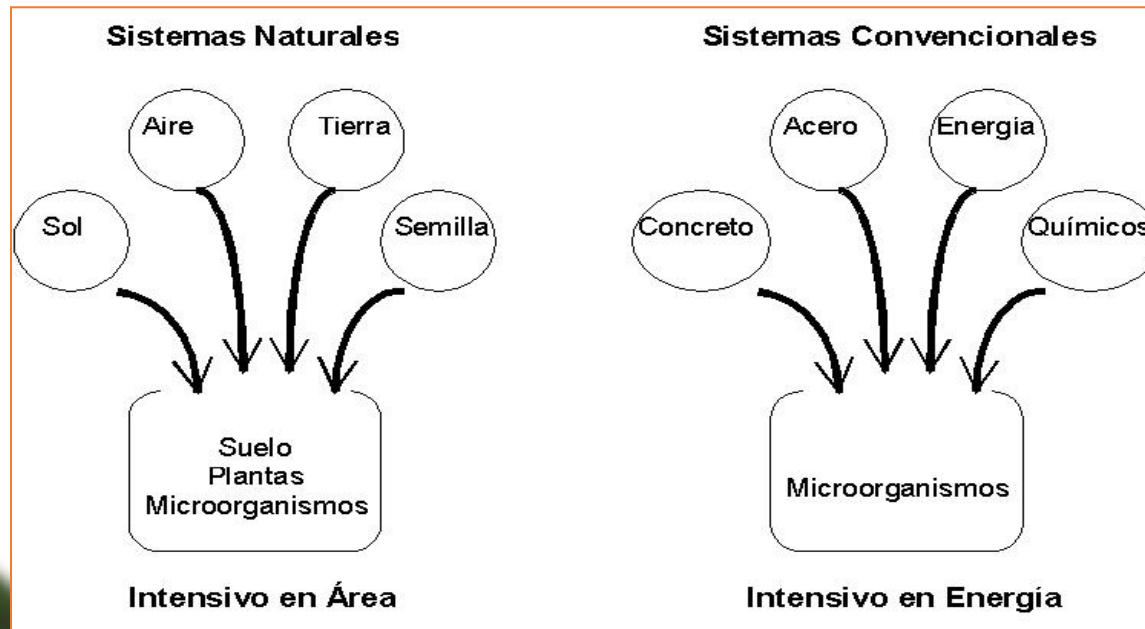 Sistemas Naturales
Aire
Tierra
Sol
Semilla
Suelo
Plantas
Microorganismos
Intensivo en Área
Sistemas Convencionales
Acero
Energía
Concreto
Químicos
Microorganismos
Intensivo en Energía